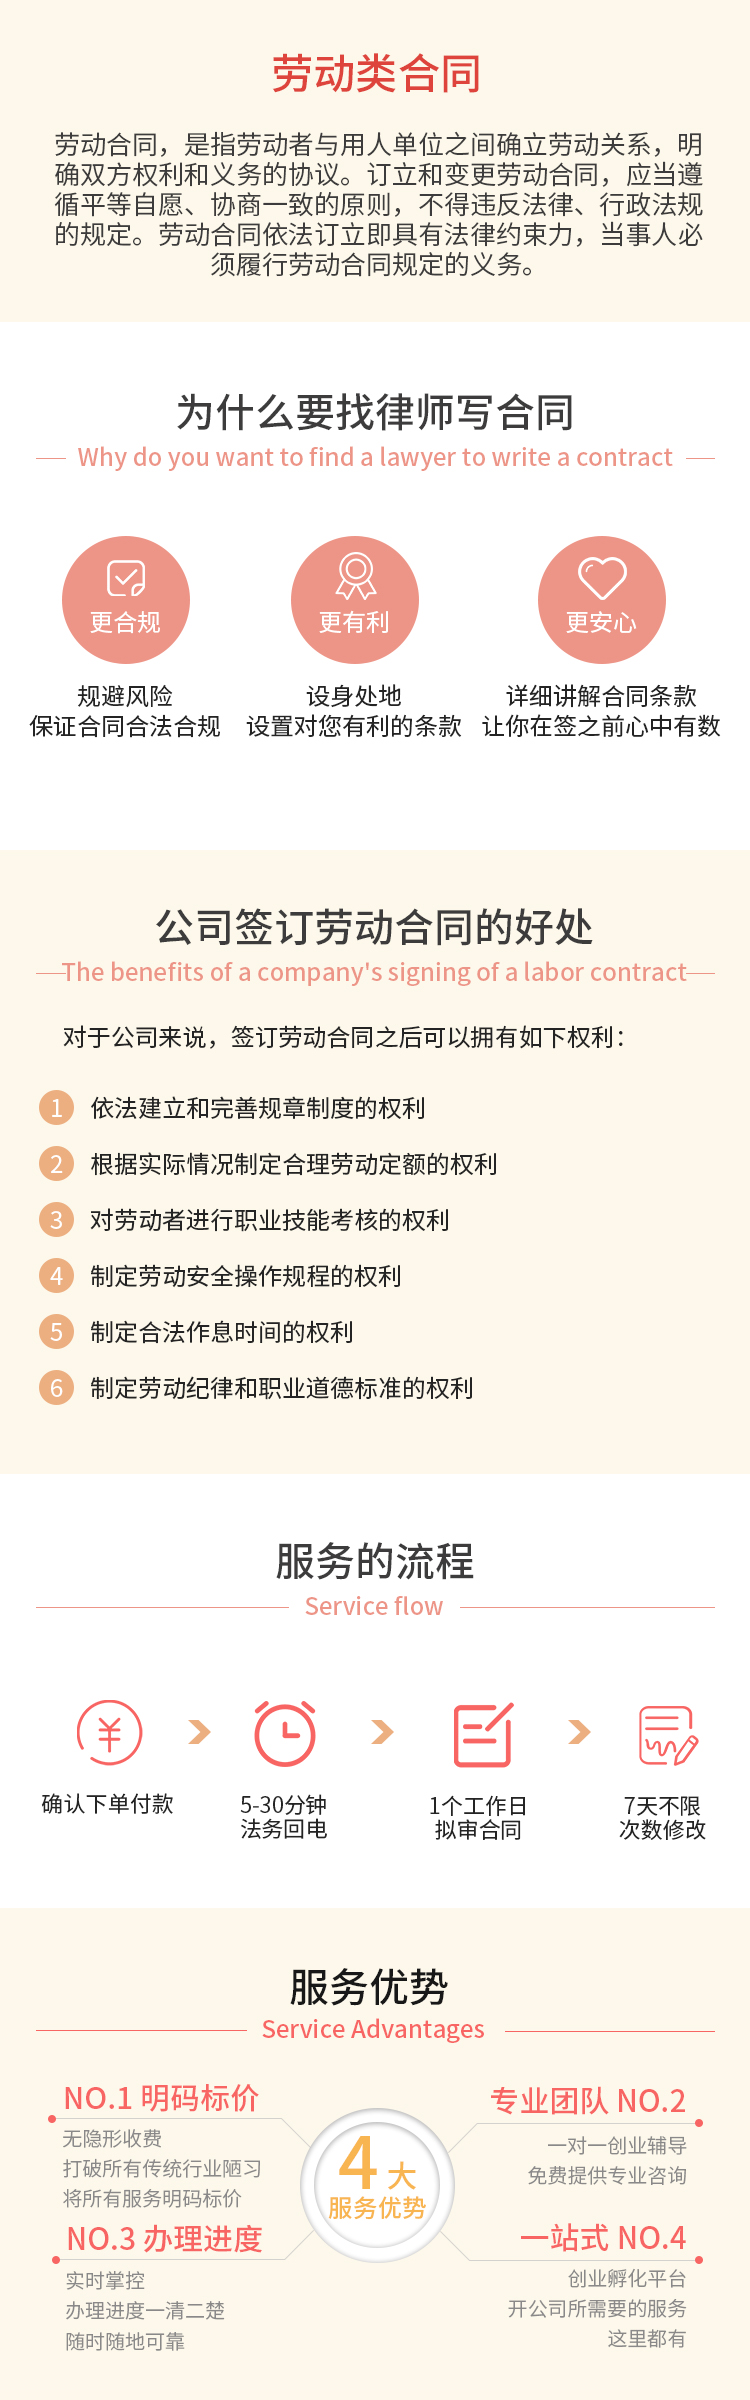 劳动类合同
劳动合同，是指劳动者与用人单位之间确立劳动关系，明
确双方权利和义务的协议。订立和变更劳动合同，应当遵
循平等自愿、协商一致的原则，不得违反法律、行政法规
的规定。劳动合同依法订立即具有法律约束力，当事人必
须履行劳动合同规定的义务。
为什么要找律师写合同
Why do you want to find a lawyer to write a contract
更合规
更有利
更安心
规避风险
保证合同合法合规
设身处地
设置对您有利的条款
详细讲解合同条款
让你在签之前心中有数
公司签订劳动合同的好处
The benefits of a company's signing of a labor contract
对于公司来说，签订劳动合同之后可以拥有如下权利：
1 依法建立和完善规章制度的权利
2 根据实际情况制定合理劳动定额的权利
3 对劳动者进行职业技能考核的权利
4 制定劳动安全操作规程的权利
5 制定合法作息时间的权利
6 制定劳动纪律和职业道德标准的权利
服务的流程
Service flow
确认下单付款
5-30分钟
法务回电
1个工作日
拟审合同
7天不限
次数修改
服务优势
Service Advantages
NO.1 明码标价
无隐形收费
打破所有传统行业陋习
将所有服务明码标价
专业团队 NO.2
一对一创业辅导
免费提供专业咨询
4大
服务优势
NO.3 办理进度
实时掌控
办理进度一清二楚
随时随地可靠
一站式 NO.4
创业孵化平台
开公司所需要的服务
这里都有